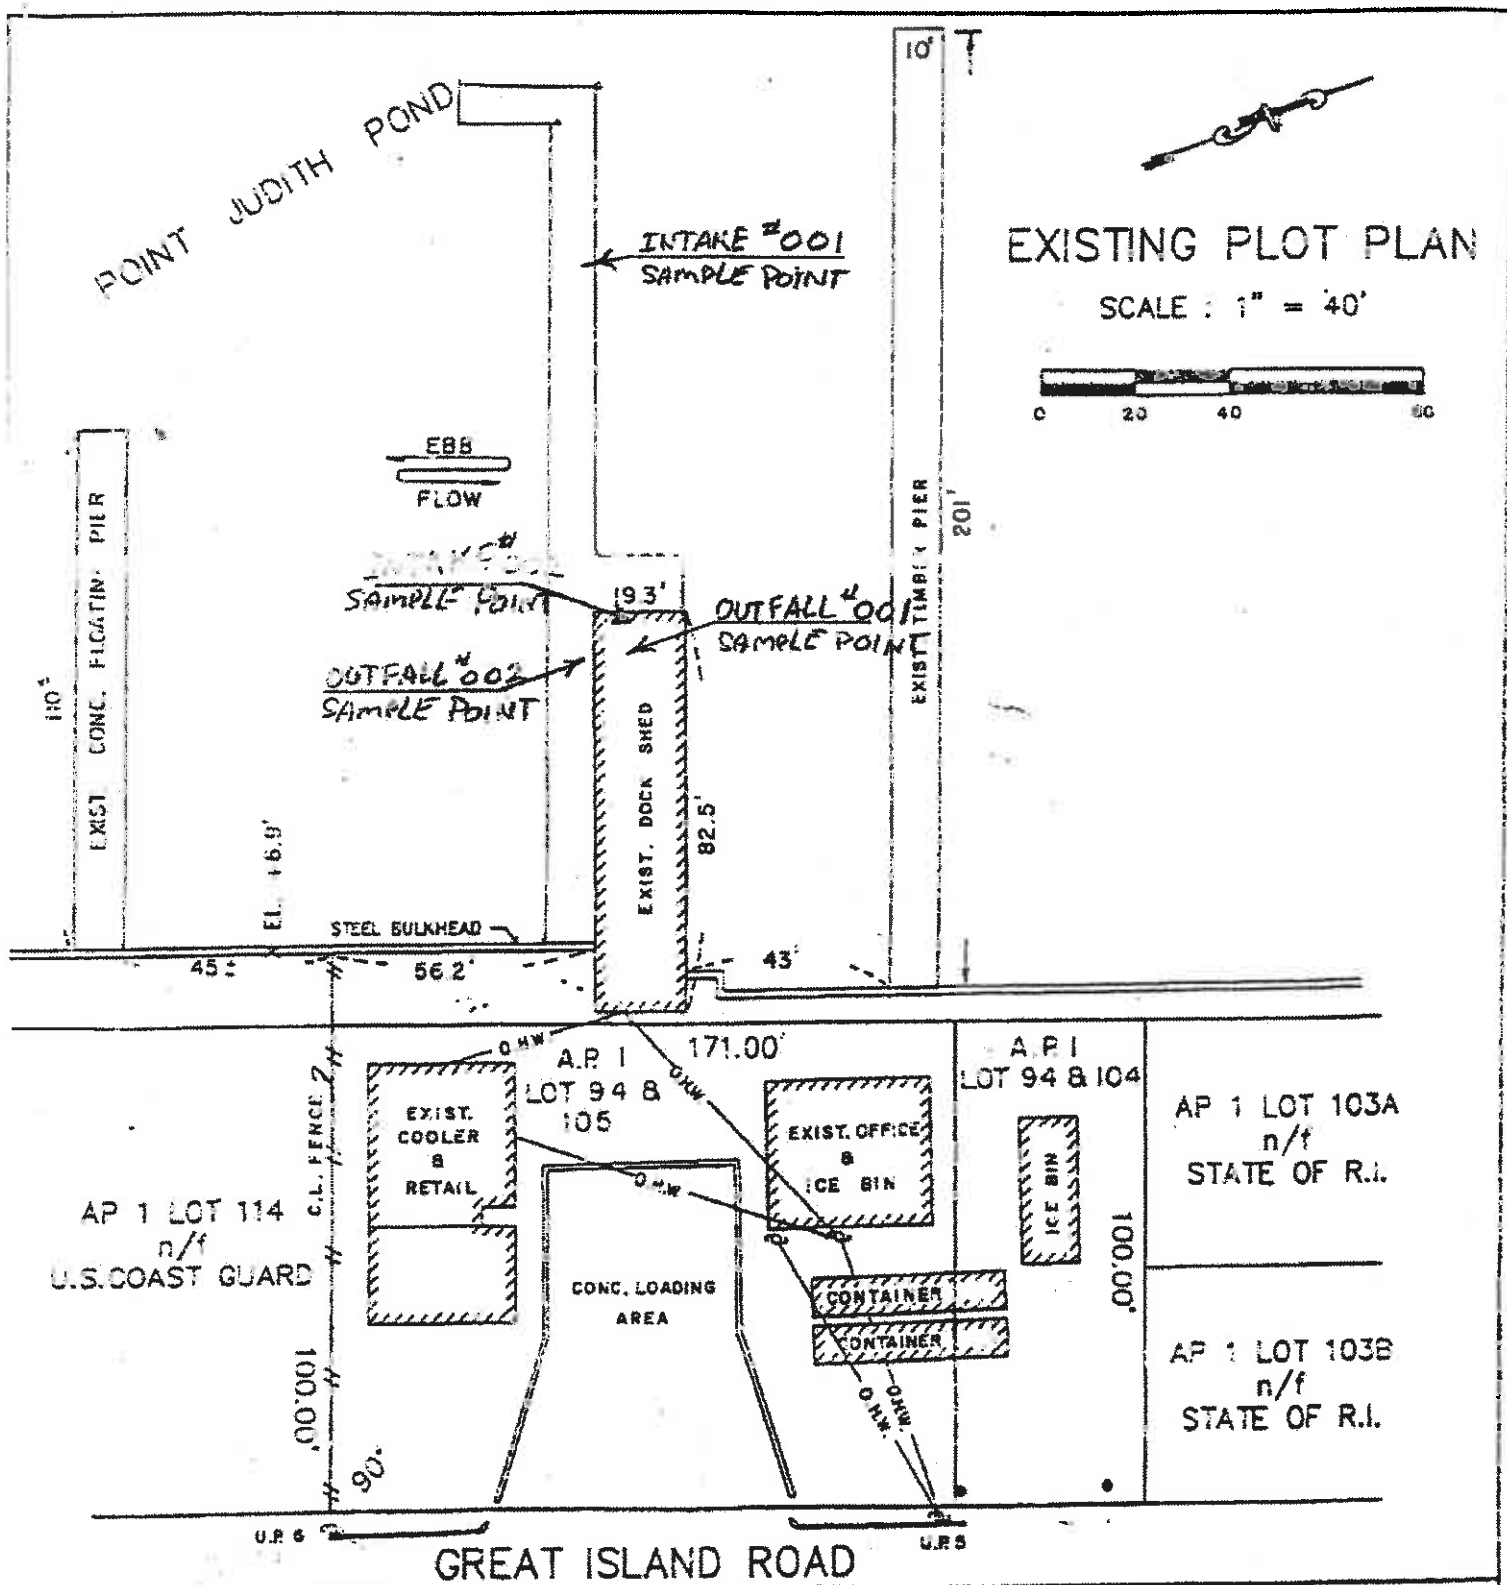 10'
POINT JUDITH POND
INTAKE #001
SAMPLE POINT
EXISTING PLOT PLAN
SCALE : 1" = 40'
0 20 40
EBB
FLOW
SAMPLE POINT
19.3'
OUTFALL #001
SAMPLE POINT
OUTFALL #002
SAMPLE POINT
EXIST. CONC. FLOATING PIER
110'
EXIST. TIMBER PIER
201'
EXIST. DOCK SHED
82.5'
EL. +6.9'
STEEL BULKHEAD
45±
56.2'
43'
O.H.W
A.P. 1
LOT 94 &
105
171.00'
O.H.W
A.P. 1
LOT 94 & 104
AP 1 LOT 103A
n/f
STATE OF R.I.
C.L. FENCE
EXIST.
COOLER
&
RETAIL
EXIST. OFFICE
&
ICE BIN
ICE BIN
O.H.W
AP 1 LOT 114
n/f
U.S.COAST GUARD
100.00'
CONC. LOADING
AREA
CONTAINER
CONTAINER
100.00'
AP 1 LOT 103B
n/f
STATE OF R.I.
O.H.W.
O.H.W.
90°
U.P. 6
U.P. 5
GREAT ISLAND ROAD